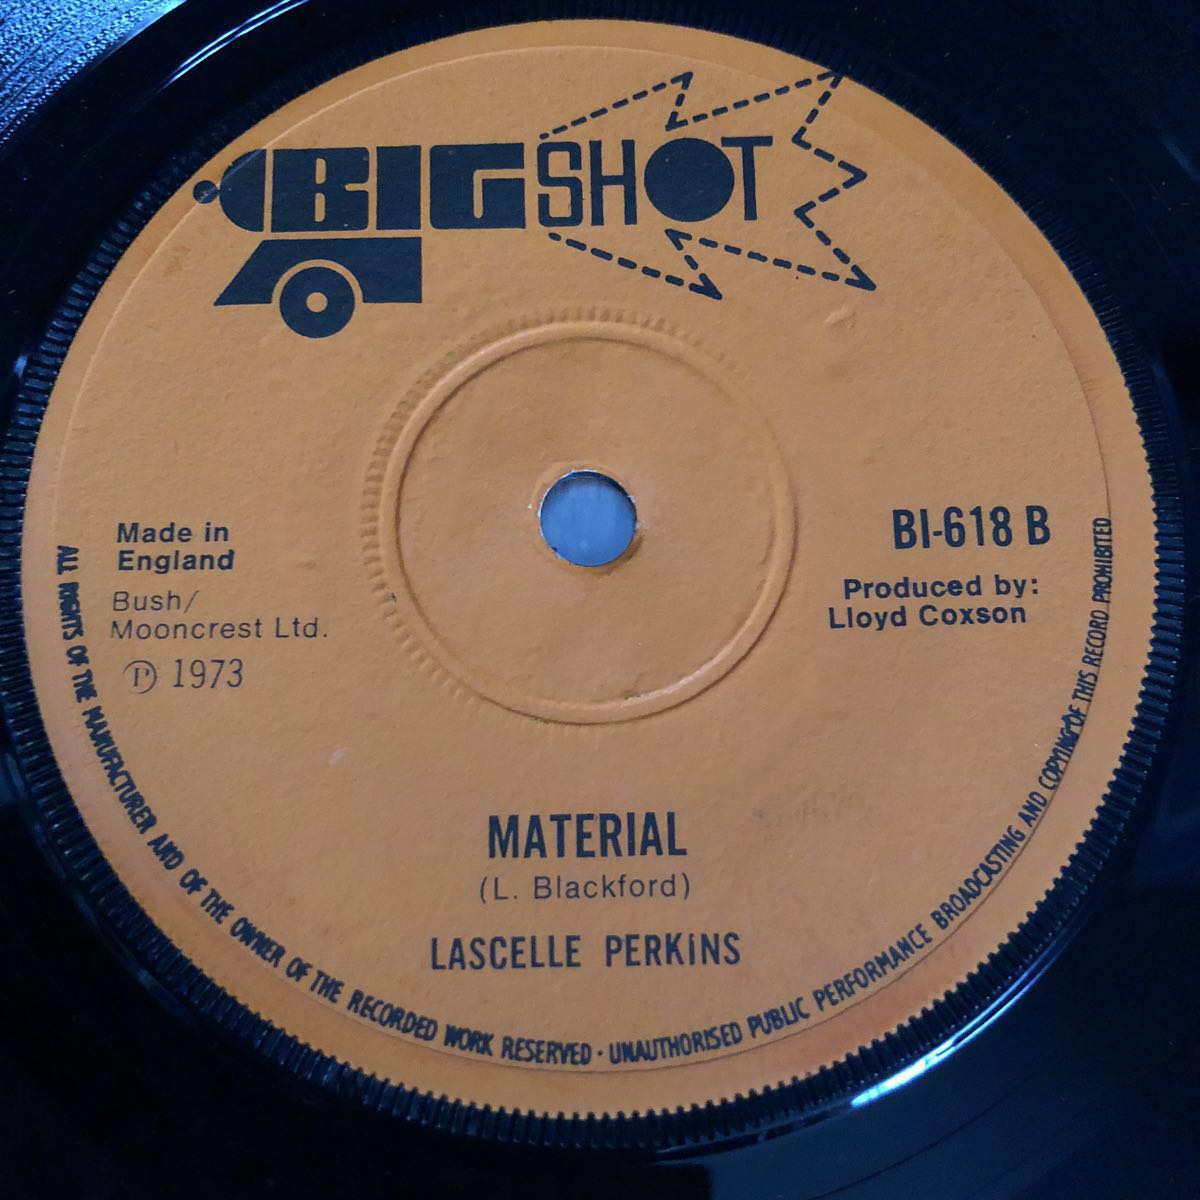 BIG SHOT
Made in
England
Bush/
Mooncrest Ltd.
Ⓟ 1973
BI-618 B
Produced by:
Lloyd Coxson
MATERIAL
(L. Blackford)
LASCELLE PERKiNS
ALL RIGHTS OF THE MANUFACTURER AND OF THE OWNER OF THE RECORDED WORK RESERVED · UNAUTHORISED PUBLIC PERFORMANCE BROADCASTING AND COPYING OF THIS RECORD PROHIBITED